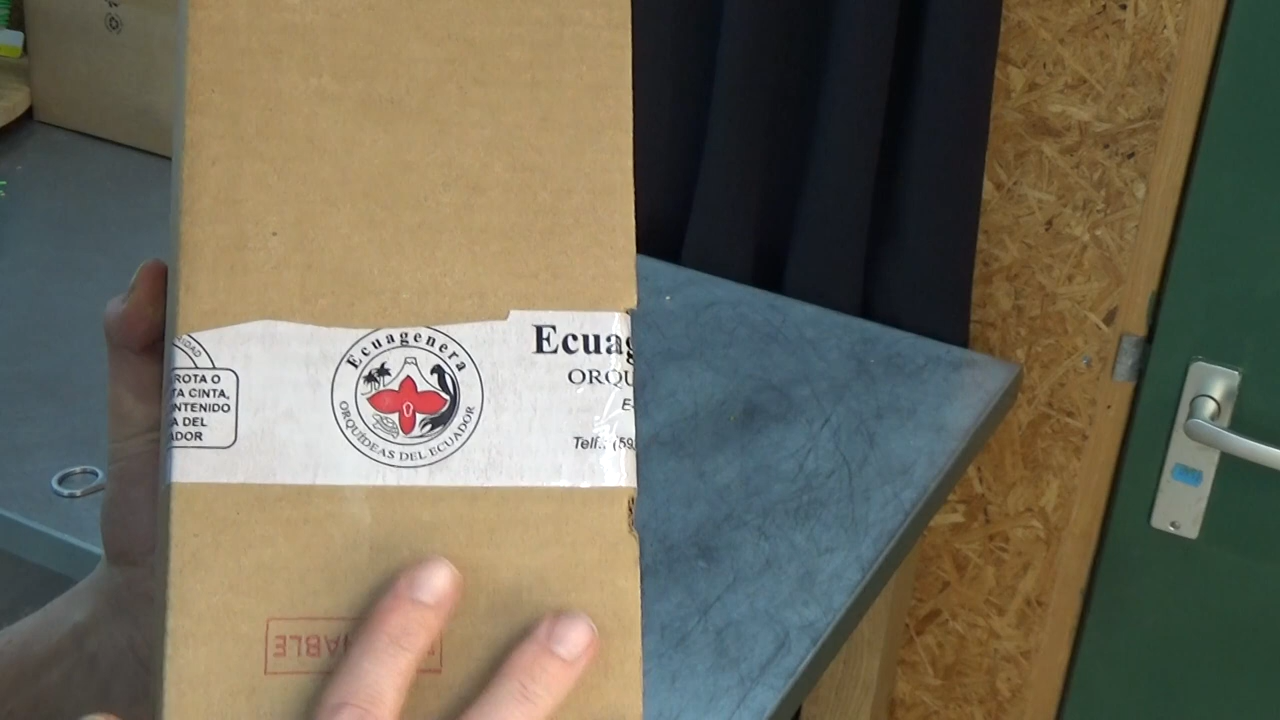 ROTA O
TA CINTA,
NTENIDO
A DEL
ADOR
Ecuagenera
ORQUIDEAS DEL ECUADOR
Ecuag
ORQU
E-
Telf.: (59